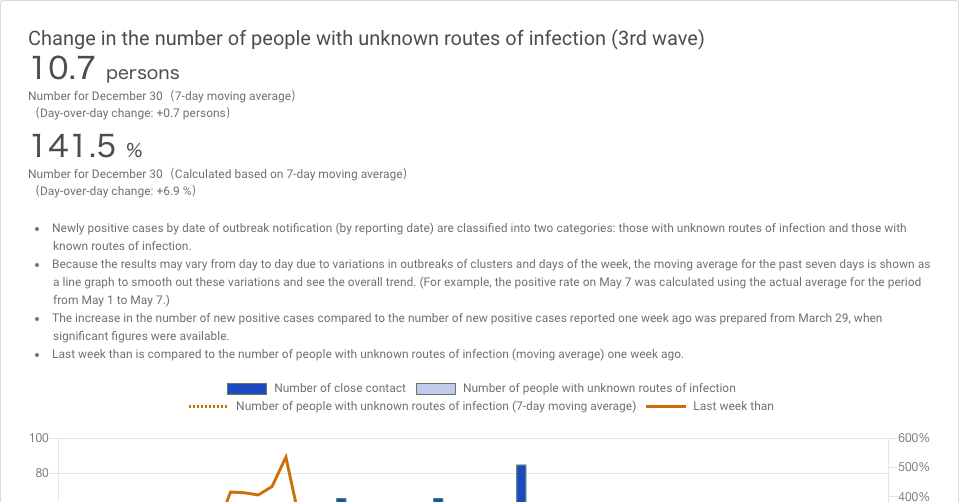 Change in the number of people with unknown routes of infection (3rd wave)
10.7 persons
Number for December 30（7-day moving average）
（Day-over-day change: +0.7 persons）
141.5 %
Number for December 30（Calculated based on 7-day moving average）
（Day-over-day change: +6.9 %）
• Newly positive cases by date of outbreak notification (by reporting date) are classified into two categories: those with unknown routes of infection and those with
known routes of infection.
• Because the results may vary from day to day due to variations in outbreaks of clusters and days of the week, the moving average for the past seven days is shown as
a line graph to smooth out these variations and see the overall trend. (For example, the positive rate on May 7 was calculated using the actual average for the period
from May 1 to May 7.)
• The increase in the number of new positive cases compared to the number of new positive cases reported one week ago was prepared from March 29, when
significant figures were available.
• Last week than is compared to the number of people with unknown routes of infection (moving average) one week ago.
Number of close contact Number of people with unknown routes of infection
Number of people with unknown routes of infection (7-day moving average) Last week than
100 600%
500%
80
400%